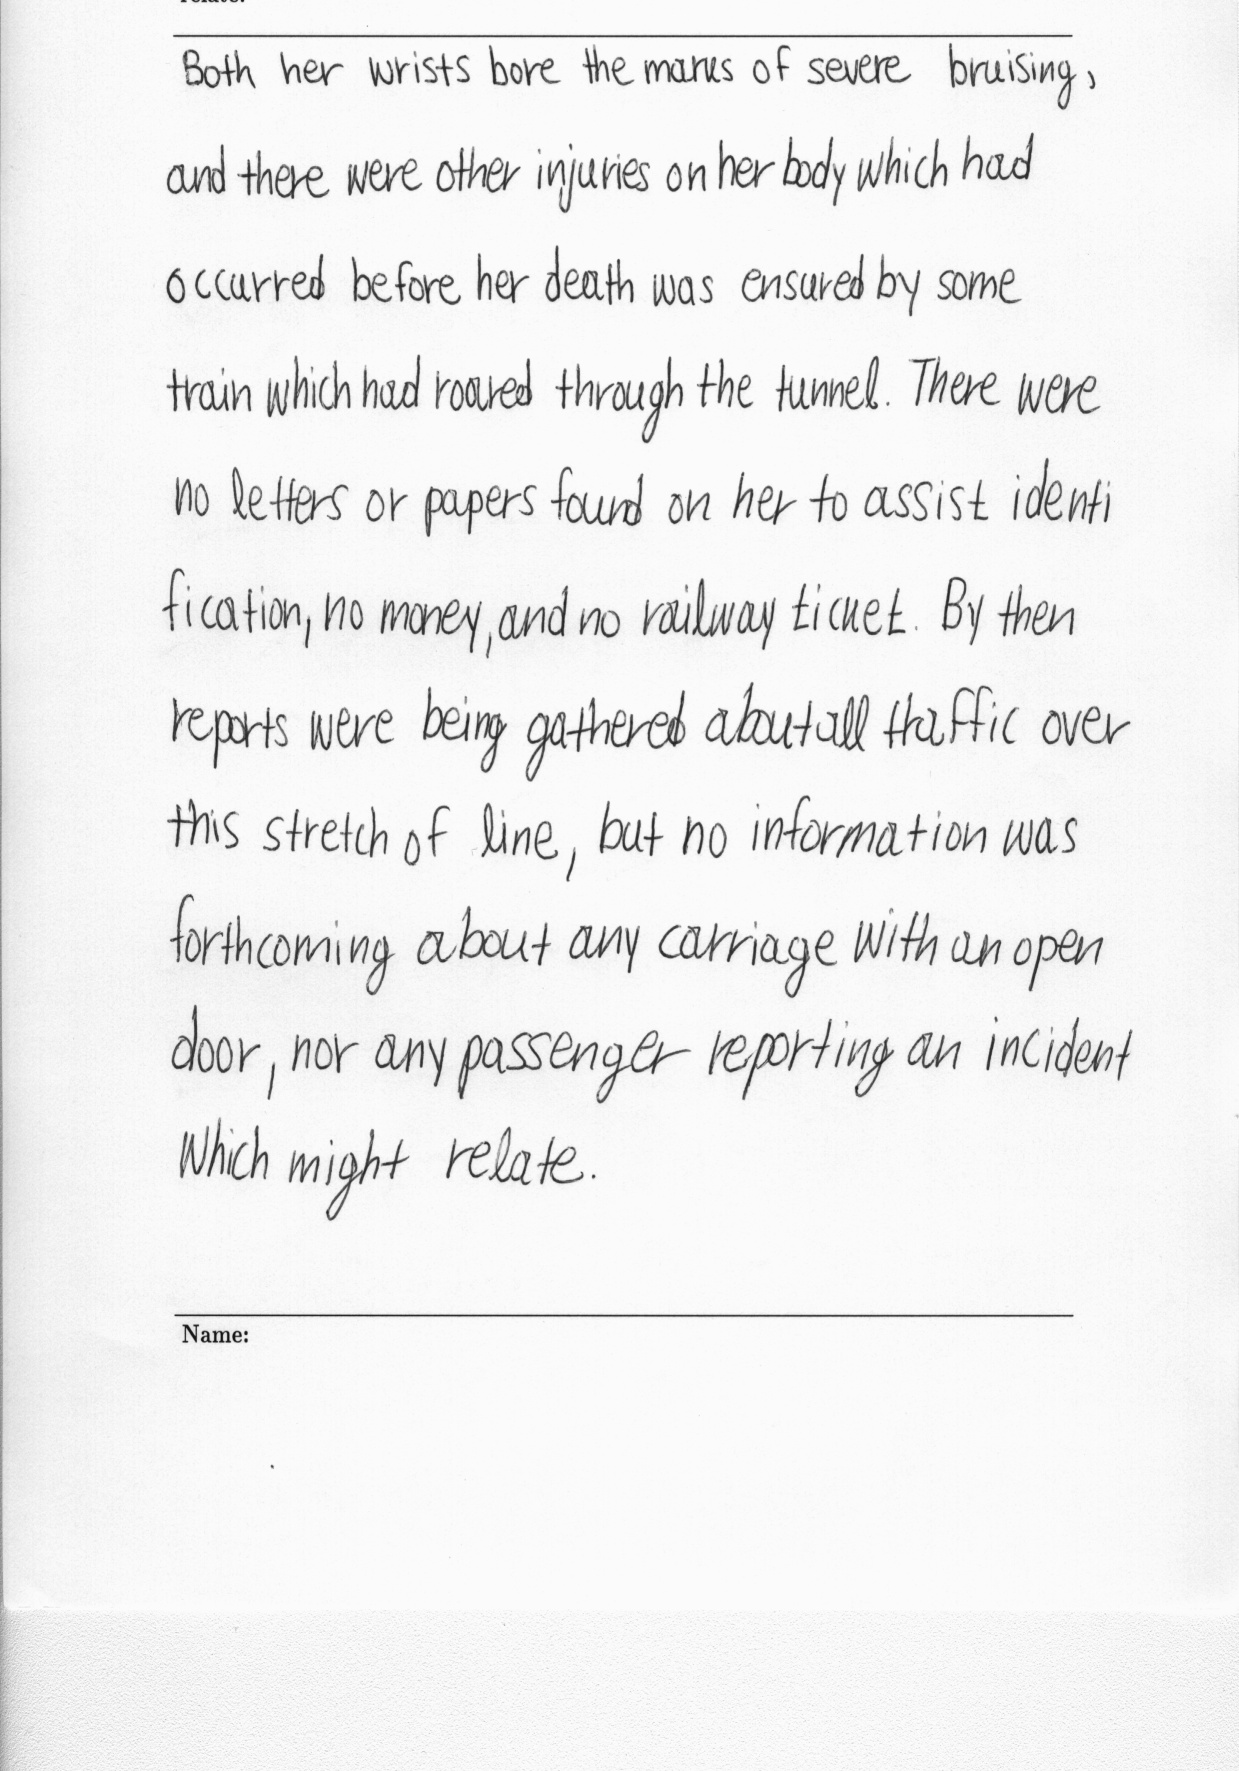 relate.
Both her wrists bore the marks of severe bruising,
and there were other injuries on her body which had
occurred before her death was ensured by some
train which had roared through the tunnel. There were
no letters or papers found on her to assist identi
fication, no money, and no railway ticket. By then
reports were being gathered about all traffic over
this stretch of line, but no information was
forthcoming about any carriage with an open
door, nor any passenger reporting an incident
which might relate.
Name: